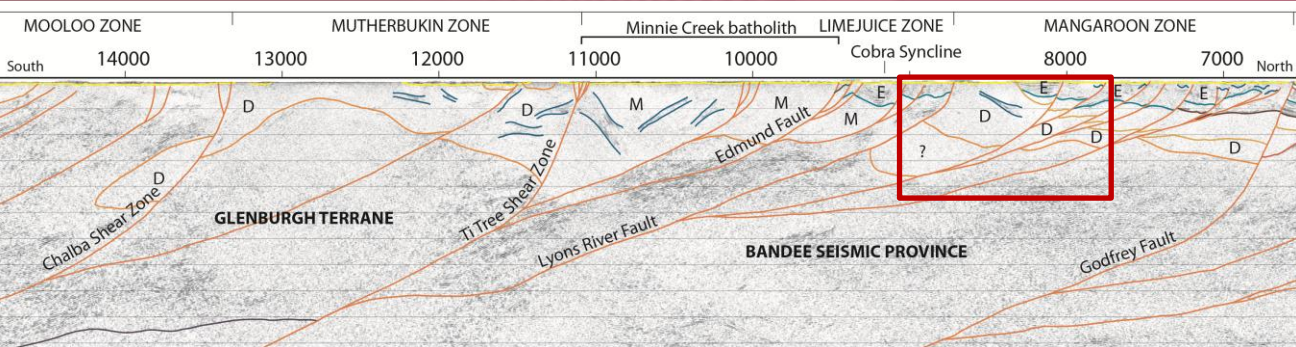 MOOLOO ZONE MUTHERBUKIN ZONE Minnie Creek batholith LIMEJUICE ZONE MANGAROON ZONE
Cobra Syncline
South 14000 13000 12000 11000 10000 8000 7000 North
D D M M E E E E
D M D D D
Edmund Fault
? D
D
Chalba Shear Zone
GLENBURGH TERRANE
Ti Tree Shear Zone
Lyons River Fault
BANDEE SEISMIC PROVINCE
Godfrey Fault